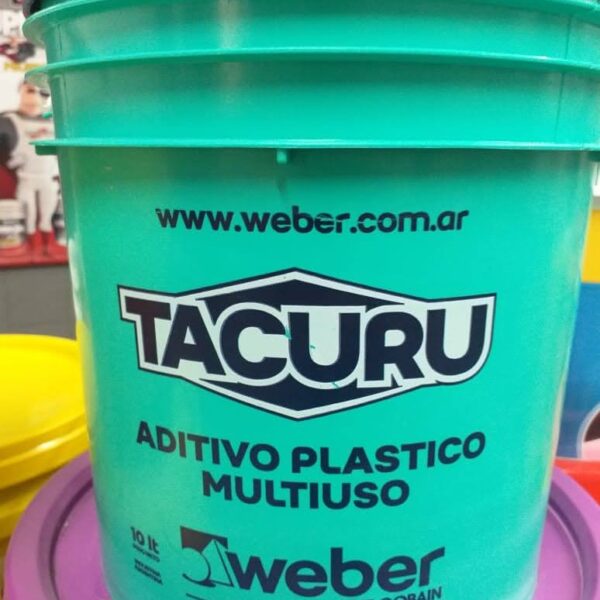 www.weber.com.ar
TACURU
ADITIVO PLASTICO
MULTIUSO
10 lt
weber